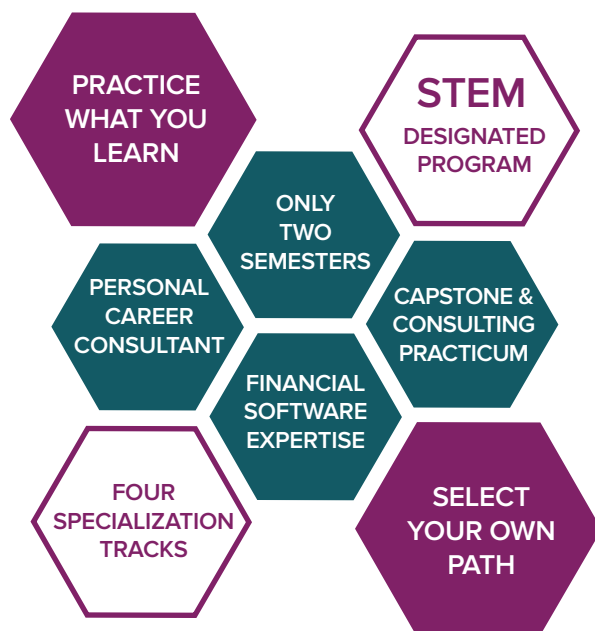 PRACTICE
WHAT YOU
LEARN
STEM
DESIGNATED
PROGRAM
ONLY
TWO
SEMESTERS
PERSONAL
CAREER
CONSULTANT
CAPSTONE &
CONSULTING
PRACTICUM
FINANCIAL
SOFTWARE
EXPERTISE
FOUR
SPECIALIZATION
TRACKS
SELECT
YOUR OWN
PATH